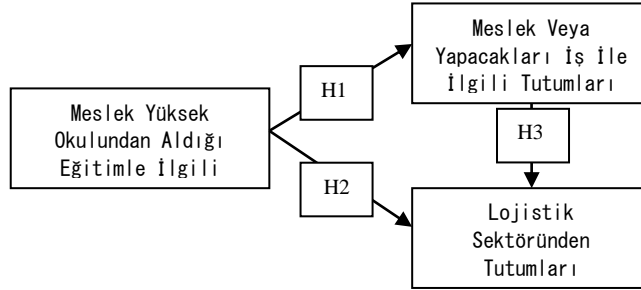 Meslek Yüksek
Okulundan Aldığı
Eğitimle İlgili
H1
H2
Meslek Veya
Yapacakları İş İle
İlgili Tutumları
H3
Lojistik
Sektöründen
Tutumları